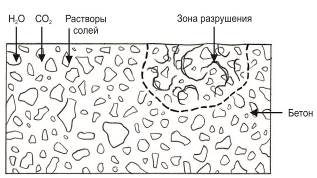 H₂O CO₂ Растворы солей
Зона разрушения
Бетон